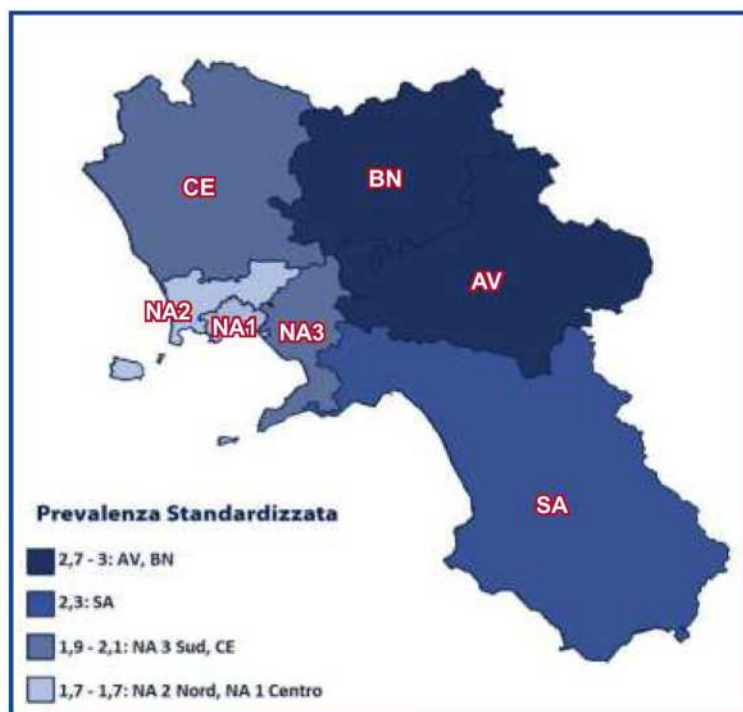 CE
BN
AV
NA2
NA1
NA3
SA
Prevalenza Standardizzata
2,7 - 3: AV, BN
2,3: SA
1,9 - 2,1: NA 3 Sud, CE
1,7 - 1,7: NA 2 Nord, NA 1 Centro